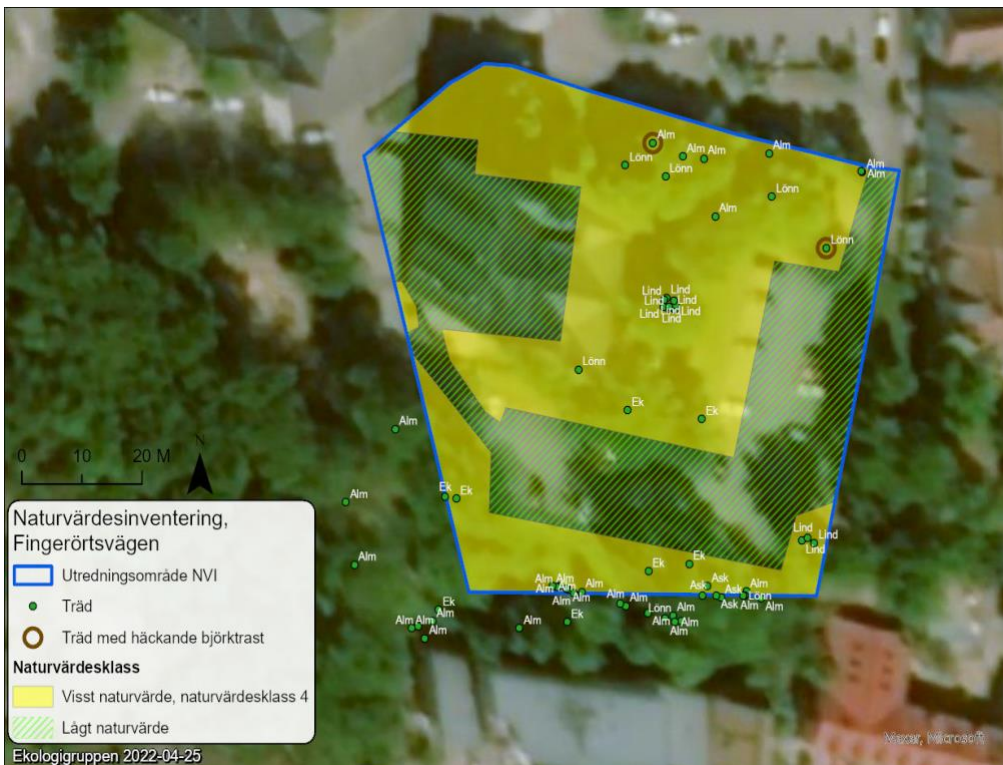 Alm
Alm Alm
Alm
Lönn
Lönn
Alm
Alm
Lönn
Alm
Lönn
Lind Lind
Lind Lind
Lind Lind Lind
Lind
Lönn
Ek
Ek
Alm
Ek Ek
Alm
Lind
Lind
Lind
Alm
Ek
Ek
Alm Alm
Alm Alm
Alm Alm
Ask
Ask Ask
Alm
Lönn
Alm Alm
Alm Alm
Lönn Alm
Alm Alm
Alm
Ek
Alm
Alm Alm
Alm
Alm
Ek
0 10 20 M
N
Naturvärdesinventering,
Fingerörtsvägen
Utredningsområde NVI
Träd
Träd med häckande björktrast
Naturvärdesklass
Visst naturvärde, naturvärdesklass 4
Lågt naturvärde
Ekologigruppen 2022-04-25
Maxar, Microsoft